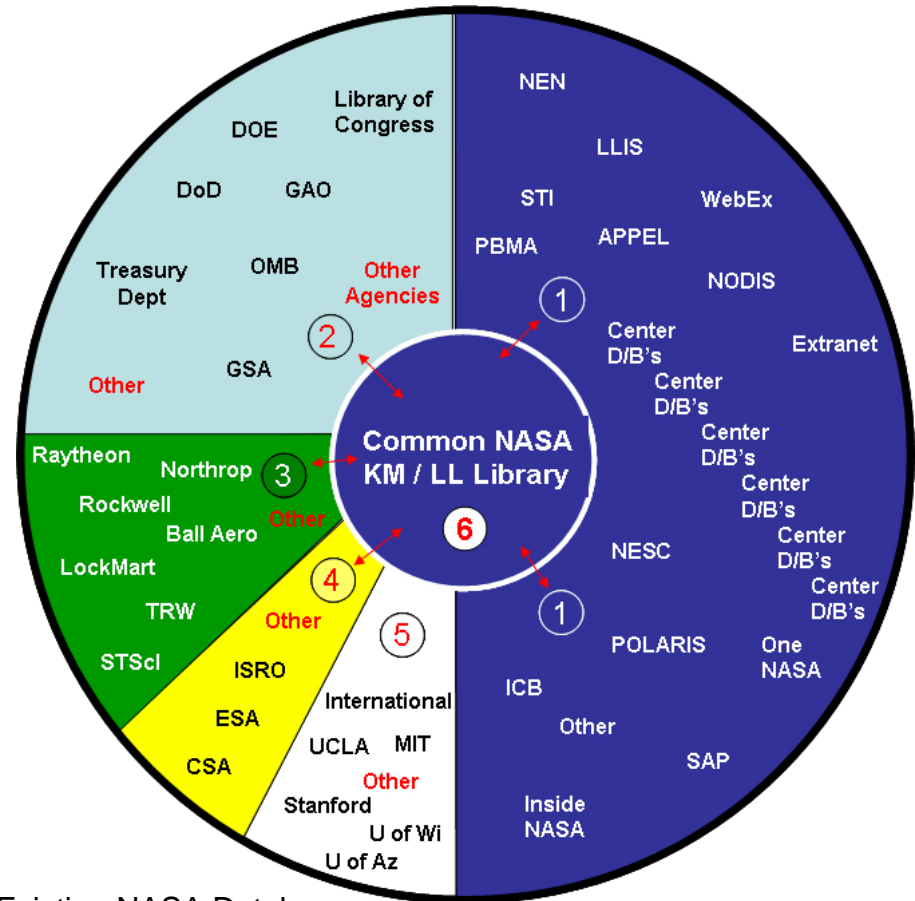 NEN
LLIS
STI
WebEx
PBMA
APPEL
NODIS
1
Center
D/B's
Extranet
Center
D/B's
Center
D/B's
Center
D/B's
Center
D/B's
Center
D/B's
NESC
1
POLARIS
One
NASA
ICB
Other
SAP
Inside
NASA
Library of
Congress
DOE
DoD
GAO
Treasury
Dept
OMB
Other
Agencies
2
GSA
Other
Raytheon
Northrop
3
Rockwell
Other
Ball Aero
LockMart
TRW
STScI
4
Other
ISRO
ESA
CSA
5
International
UCLA
MIT
Other
Stanford
U of Wi
U of Az
Common NASA
KM / LL Library
6
Existing NASA